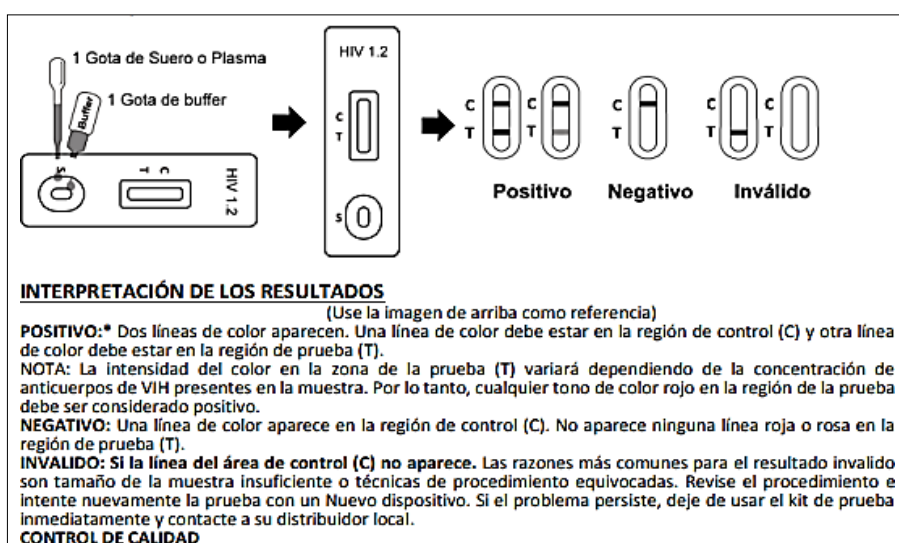 1 Gota de Suero o Plasma
1 Gota de buffer
Buffer
S
T C
HIV 1.2
HIV 1.2
C
T
S
C C
T T
Positivo
C
T
Negativo
C C
T T
Inválido
INTERPRETACIÓN DE LOS RESULTADOS
(Use la imagen de arriba como referencia)
POSITIVO:* Dos líneas de color aparecen. Una línea de color debe estar en la región de control (C) y otra línea
de color debe estar en la región de prueba (T).
NOTA: La intensidad del color en la zona de la prueba (T) variará dependiendo de la concentración de
anticuerpos de VIH presentes en la muestra. Por lo tanto, cualquier tono de color rojo en la región de la prueba
debe ser considerado positivo.
NEGATIVO: Una línea de color aparece en la región de control (C). No aparece ninguna línea roja o rosa en la
región de prueba (T).
INVALIDO: Si la línea del área de control (C) no aparece. Las razones más comunes para el resultado invalido
son tamaño de la muestra insuficiente o técnicas de procedimiento equivocadas. Revise el procedimiento e
intente nuevamente la prueba con un Nuevo dispositivo. Si el problema persiste, deje de usar el kit de prueba
inmediatamente y contacte a su distribuidor local.
CONTROL DE CALIDAD